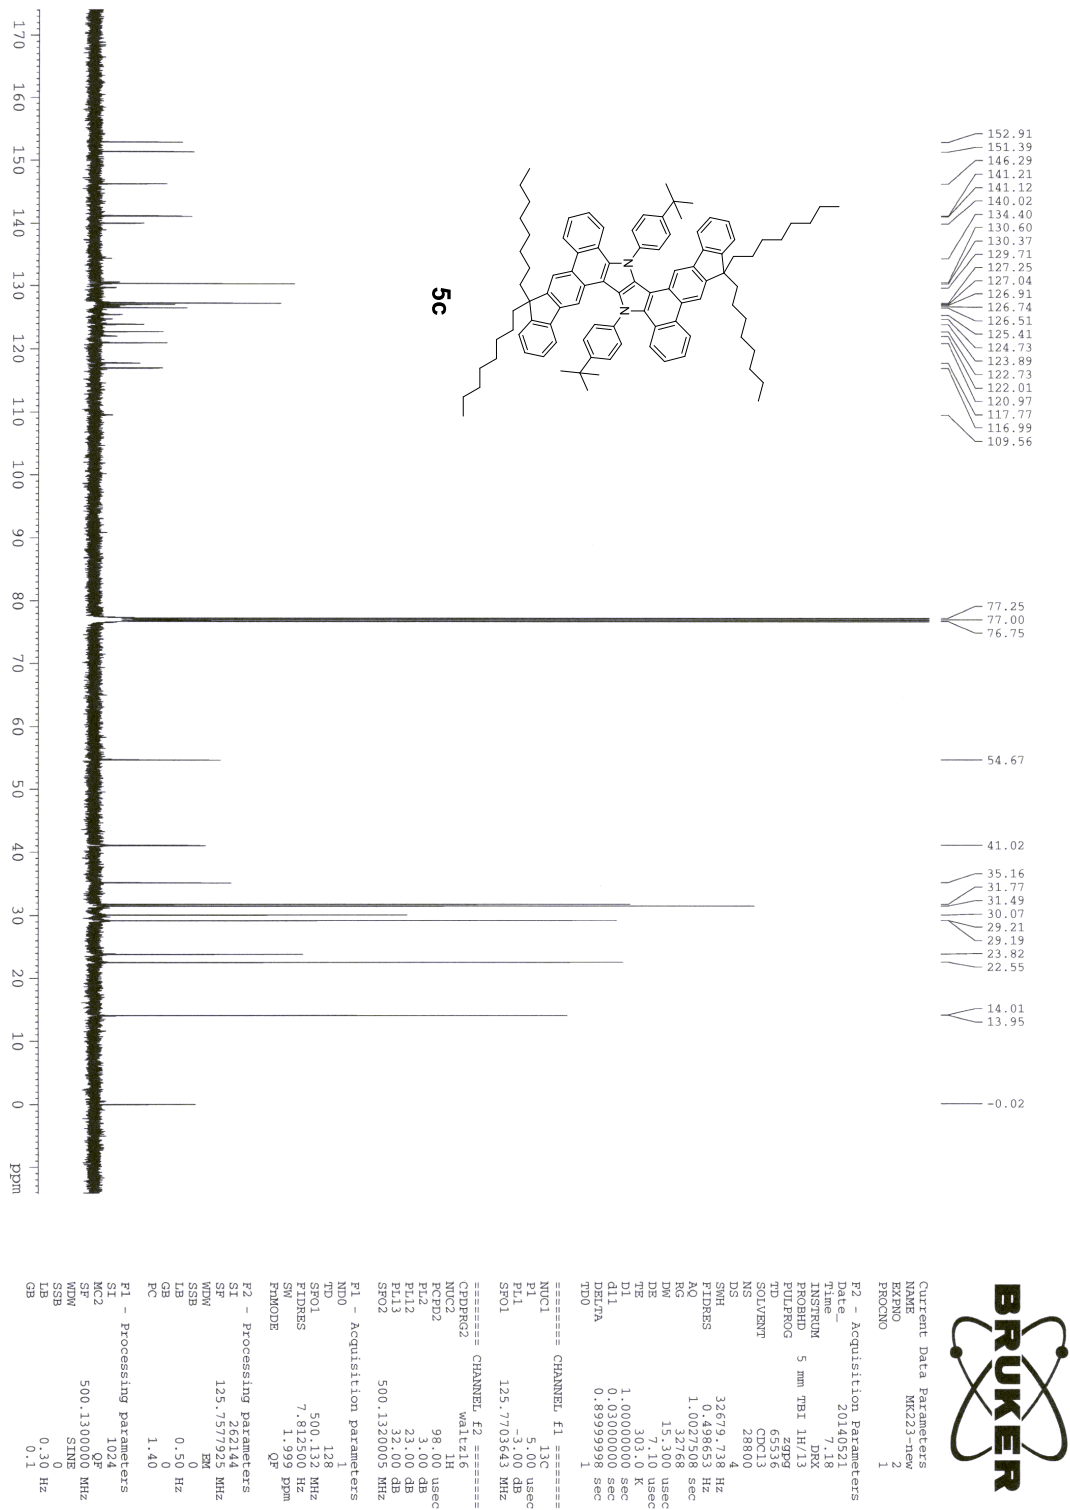 152.91
151.39
146.29
141.21
141.12
140.02
134.40
130.60
130.37
129.71
127.25
127.04
126.91
126.74
126.51
125.41
124.73
123.89
122.73
122.01
120.97
117.77
116.99
109.56
77.25
77.00
76.75
54.67
41.02
35.16
31.77
31.49
30.07
29.21
29.19
23.82
22.55
14.01
13.95
-0.02
N
N
5c
170 160 150 140 130 120 110 100 90 80 70 60 50 40 30 20 10 0 ppm
BRUKER
Current Data Parameters
NAME MK223-new
EXPNO 2
PROCNO 1
F2 - Acquisition Parameters
Date_ 20140521
Time 7.18
INSTRUM DRX
PROBHD 5 mm TBI 1H/13
PULPROG zgpg
TD 65536
SOLVENT CDCl3
NS 28800
DS 4
SWH 32679.738 Hz
FIDRES 0.498653 Hz
AQ 1.0027508 sec
RG 32768
DW 15.300 usec
DE 7.10 usec
TE 303.0 K
D1 1.00000000 sec
d11 0.03000000 sec
DELTA 0.89999998 sec
TD0 1
======== CHANNEL f1 ========
NUC1 13C
P1 5.00 usec
PL1 -3.00 dB
SFO1 125.7703643 MHz
======== CHANNEL f2 ========
CPDPRG2 waltz16
NUC2 1H
PCPD2 98.00 usec
PL2 3.00 dB
PL12 23.00 dB
PL13 32.00 dB
SFO2 500.1320005 MHz
F1 - Acquisition parameters
ND0 1
TD 128
SFO1 500.132 MHz
FIDRES 7.812500 Hz
SW 1.999 ppm
FnMODE QF
F2 - Processing parameters
SI 262144
SF 125.7577925 MHz
WDW EM
SSB 0
LB 0.50 Hz
GB 0
PC 1.40
F1 - Processing parameters
SI 1024
MC2 QF
SF 500.1300000 MHz
WDW SINE
SSB 0
LB 0.30 Hz
GB 0.1